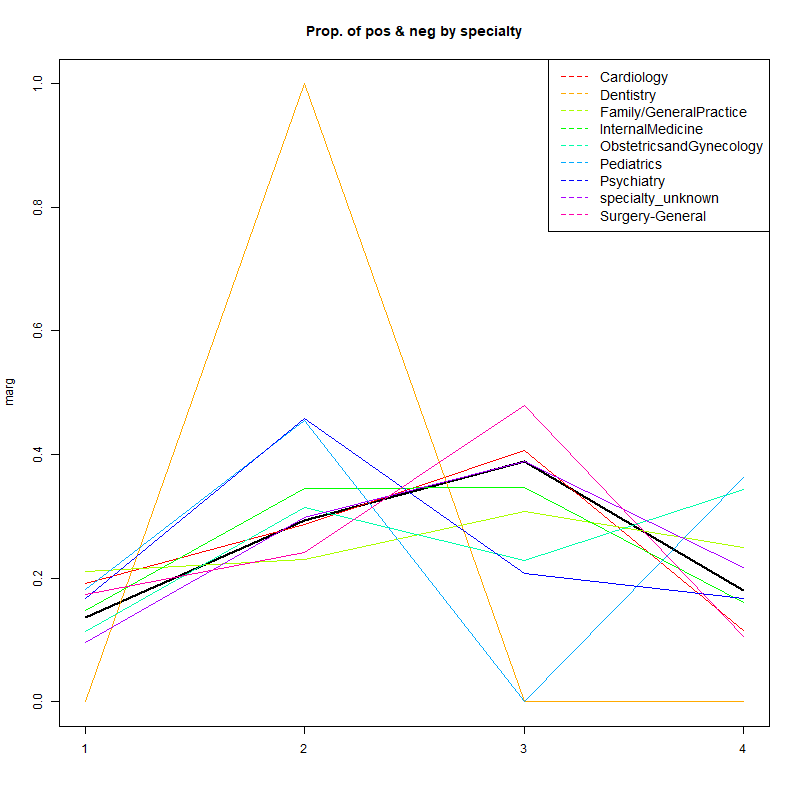 Prop. of pos & neg by specialty
Cardiology
Dentistry
Family/GeneralPractice
InternalMedicine
ObstetricsandGynecology
Pediatrics
Psychiatry
specialty_unknown
Surgery-General
marg
1.0
0.8
0.6
0.4
0.2
0.0
1 2 3 4